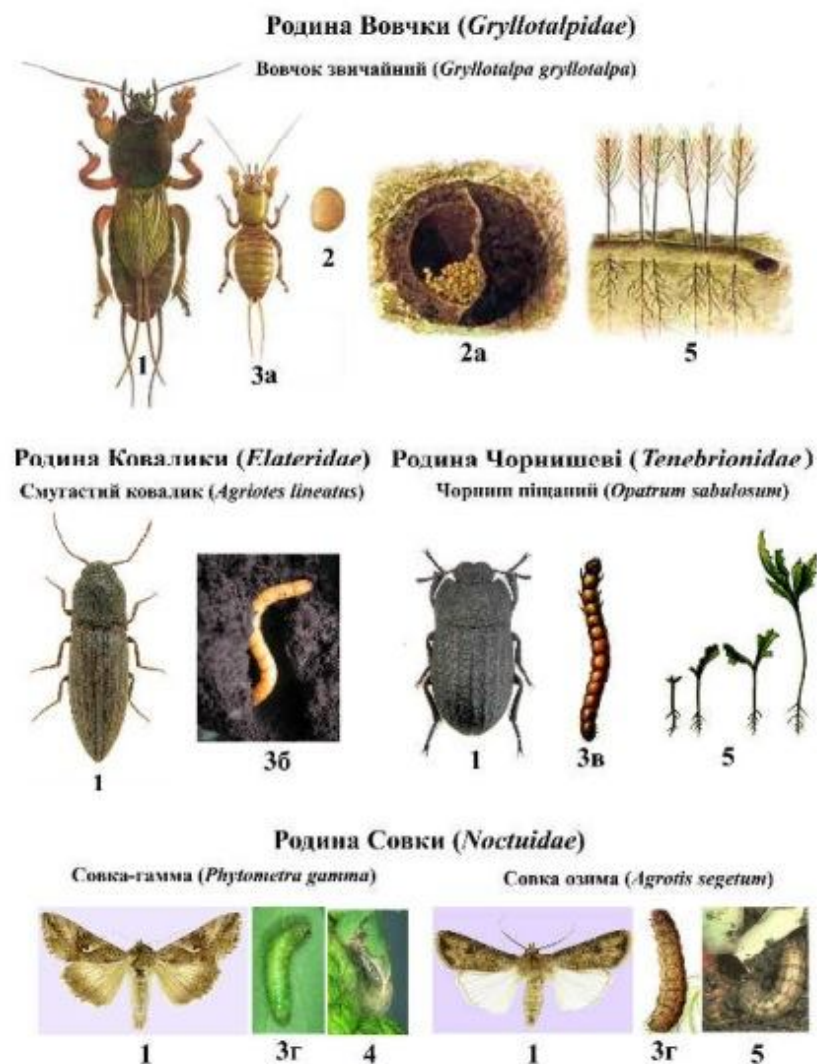 Родина Вовчки (Gryllotalpidae)
Вовчок звичайний (Gryllotalpa gryllotalpa)
1
3а
2
2а
5
Родина Ковалики (Elateridae)
Смугастий ковалик (Agriotes lineatus)
1
3б
Родина Чорнишеві (Tenebrionidae)
Чорниш піщаний (Opatrum sabulosum)
1
3в
5
Родина Совки (Noctuidae)
Совка-гамма (Phytometra gamma)
1
3г
4
Совка озима (Agrotis segetum)
1
3г
5